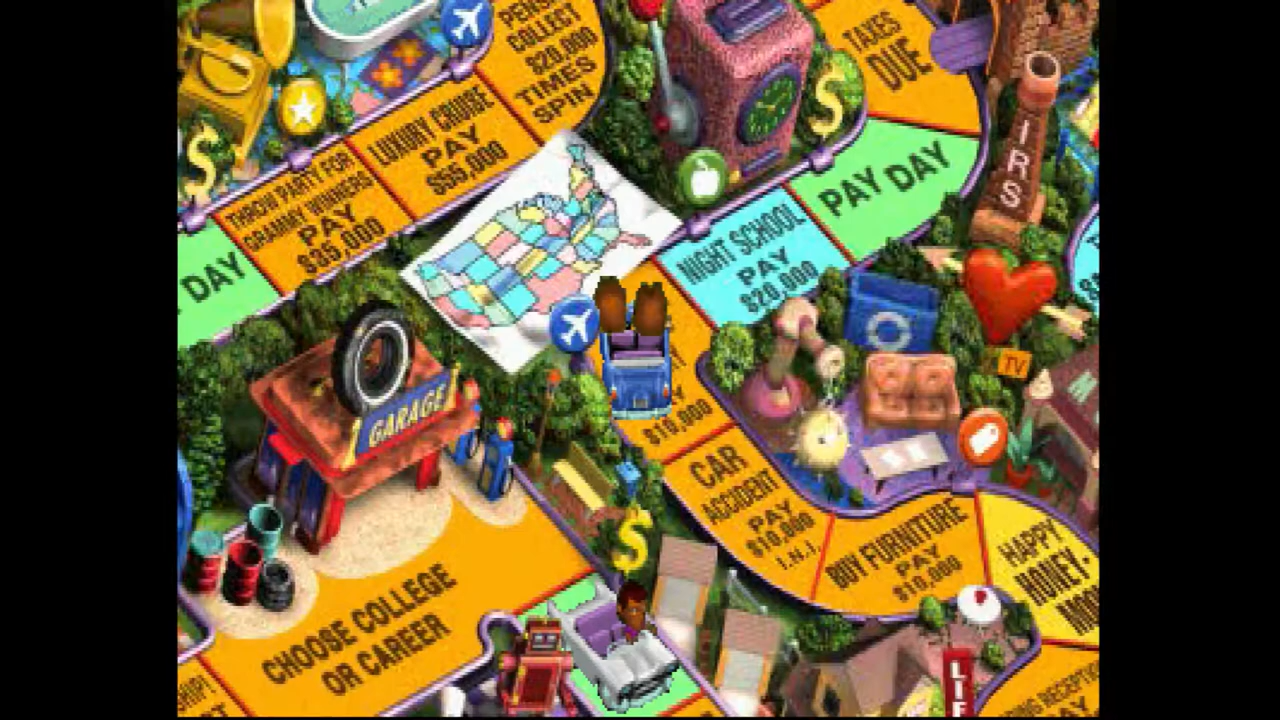 COLLECT
$20,000
TIMES
SPIN
LUXURY CRUISE
PAY
$55,000
THROW PARTY FOR
GRAMMY WINNERS
PAY
$35,000
DAY
TAXES
DUE
PAY DAY
IRS
NIGHT SCHOOL
PAY
$20,000
TV
GARAGE
$10,000
CAR
ACCIDENT
PAY
$10,000
I.N.I.
BUY FURNITURE
PAY
$10,000
HAPPY
HONEY-
CHOOSE COLLEGE
OR CAREER